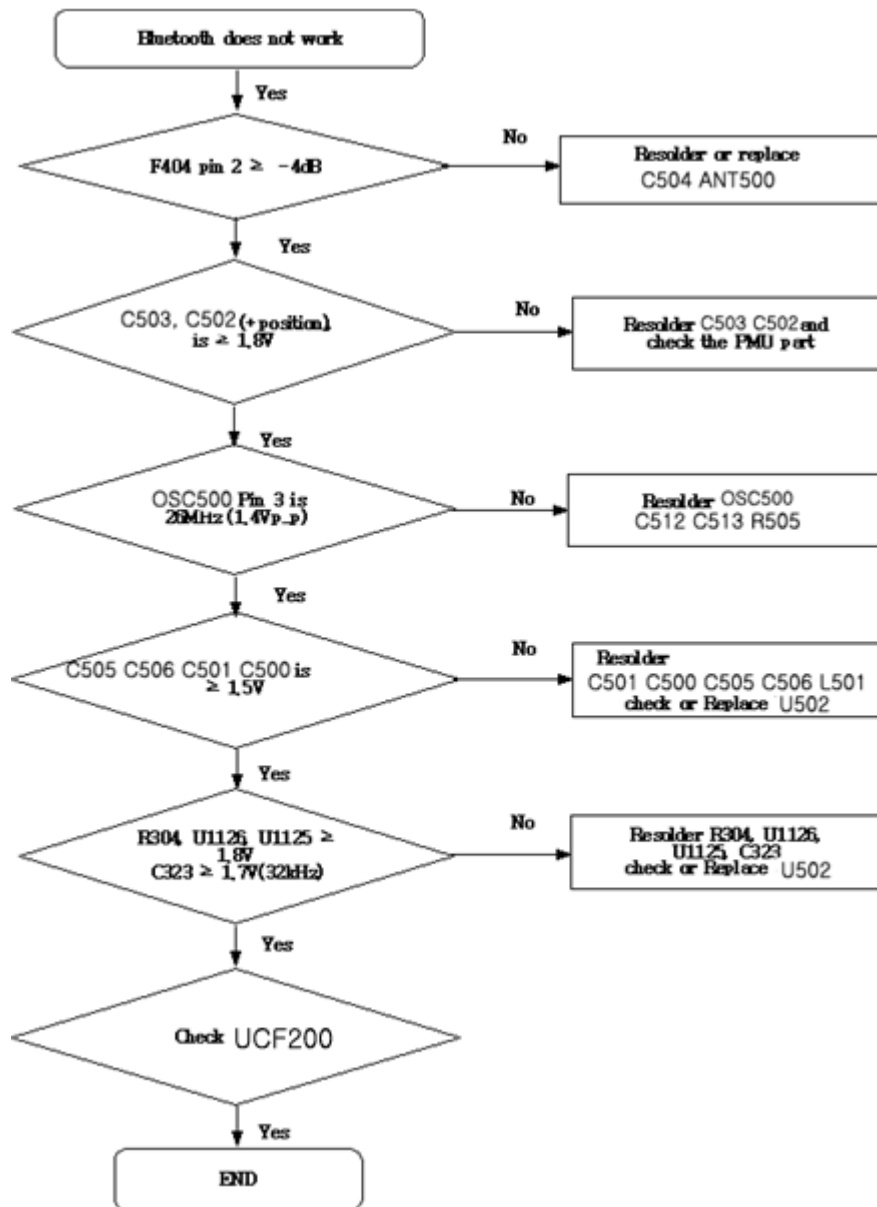 Bluetooth does not work
Yes
F404 pin 2 ≥ -4dB
No
Resolder or replace
C504 ANT500
Yes
C503, C502 (+position)
is ≥ 1.8V
No
Resolder C503 C502 and
check the PMU part
Yes
OSC500 Pin 3 is
26MHz (1.4Vp_p)
No
Resolder OSC500
C512 C513 R505
Yes
C505 C506 C501 C500 is
≥ 1.5V
No
Resolder
C501 C500 C505 C506 L501
check or Replace U502
Yes
R304, U1126, U1125 ≥
1.8V
C323 ≥ 1.7V(32kHz)
No
Resolder R304, U1126,
U1125, C323
check or Replace U502
Yes
Check UCF200
Yes
END